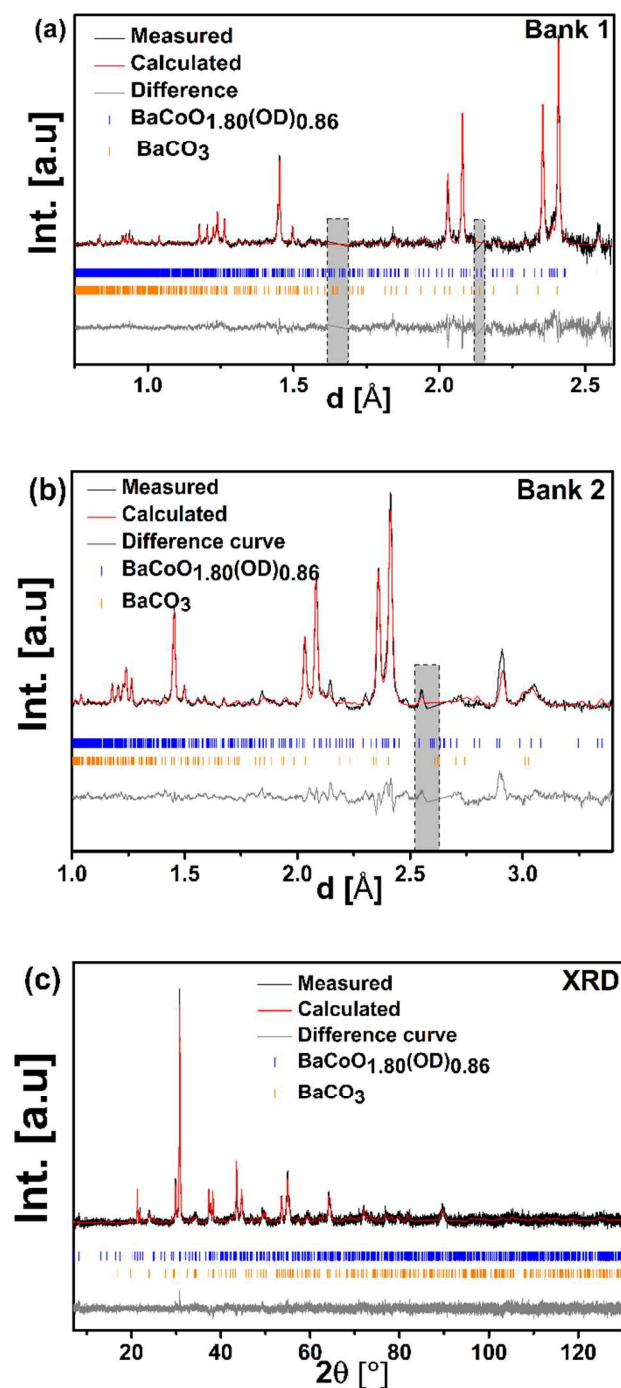 (a)
Bank 1
Measured
Calculated
Difference
BaCoO1.80(OD)0.86
BaCO3
Int. [a.u]
1.0 1.5 2.0 2.5
d [Å]
(b)
Bank 2
Measured
Calculated
Difference curve
BaCoO1.80(OD)0.86
BaCO3
Int. [a.u]
1.0 1.5 2.0 2.5 3.0
d [Å]
(c)
XRD
Measured
Calculated
Difference curve
BaCoO1.80(OD)0.86
BaCO3
Int. [a.u]
20 40 60 80 100 120
2θ [°]